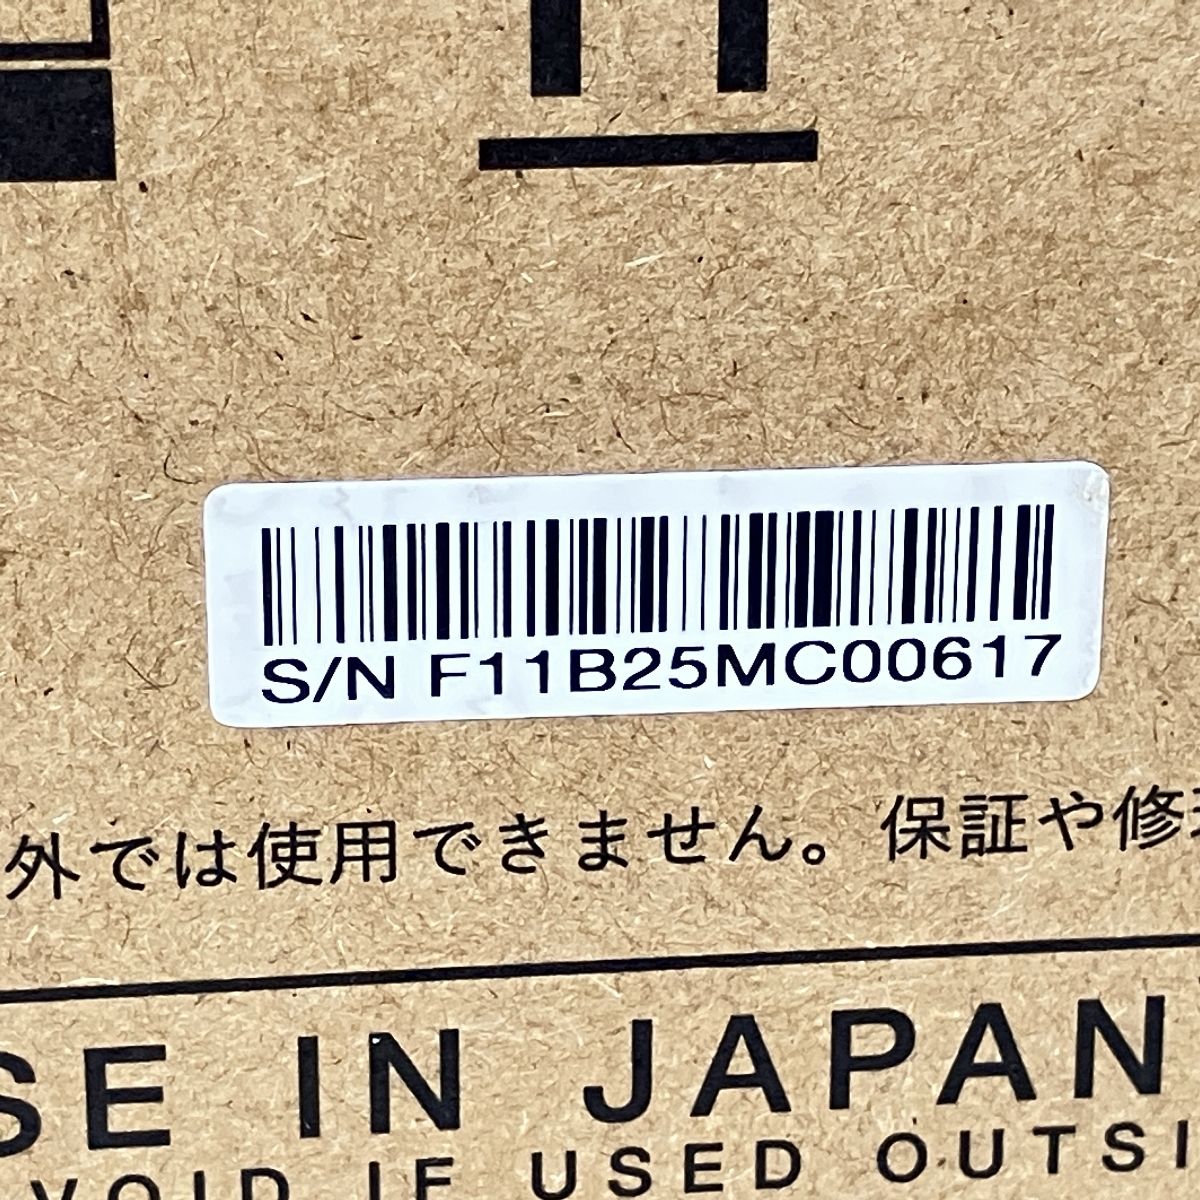 S/N F11B25MC00617
外では使用できません。保証や修
SE IN JAPAN
VOID IF USED OUTSI